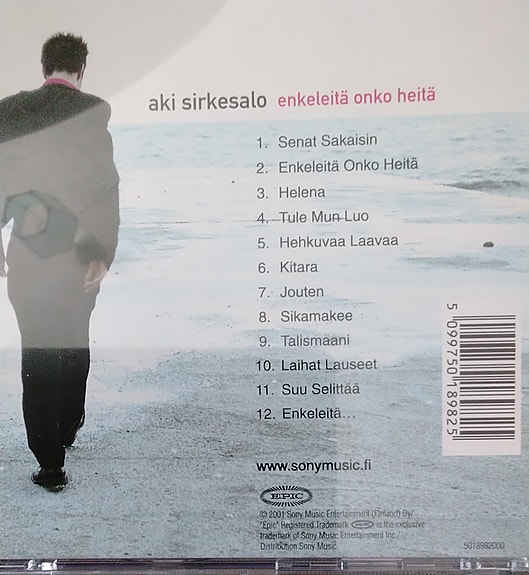 aki sirkesalo enkeleitä onko heitä
1. Senat Sakaisin
2. Enkeleitä Onko Heitä
3. Helena
4. Tule Mun Luo
5. Hehkuvaa Laavaa
6. Kitara
7. Jouten
8. Sikamakee
9. Talismaani
10. Laihat Lauseet
11. Suu Selittää
12. Enkeleitä...
5 099750 189825
www.sonymusic.fi
EPIC
℗ 2001 Sony Music Entertainment (Finland) Oy/
"Epic" Registered Trademark EPIC is the exclusive
trademark of Sony Music Entertainment Inc./
Distribution Sony Music
5018982000